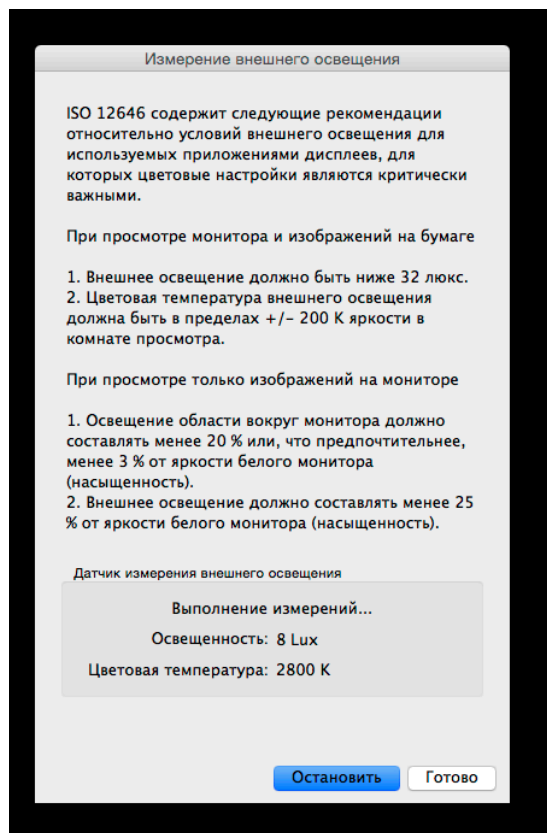 Измерение внешнего освещения
ISO 12646 содержит следующие рекомендации
относительно условий внешнего освещения для
используемых приложениями дисплеев, для
которых цветовые настройки являются критически
важными.
При просмотре монитора и изображений на бумаге
1. Внешнее освещение должно быть ниже 32 люкс.
2. Цветовая температура внешнего освещения
должна быть в пределах +/- 200 К яркости в
комнате просмотра.
При просмотре только изображений на мониторе
1. Освещение области вокруг монитора должно
составлять менее 20 % или, что предпочтительнее,
менее 3 % от яркости белого монитора
(насыщенность).
2. Внешнее освещение должно составлять менее 25
% от яркости белого монитора (насыщенность).
Датчик измерения внешнего освещения
Выполнение измерений...
Освещенность: 8 Lux
Цветовая температура: 2800 K
Остановить Готово